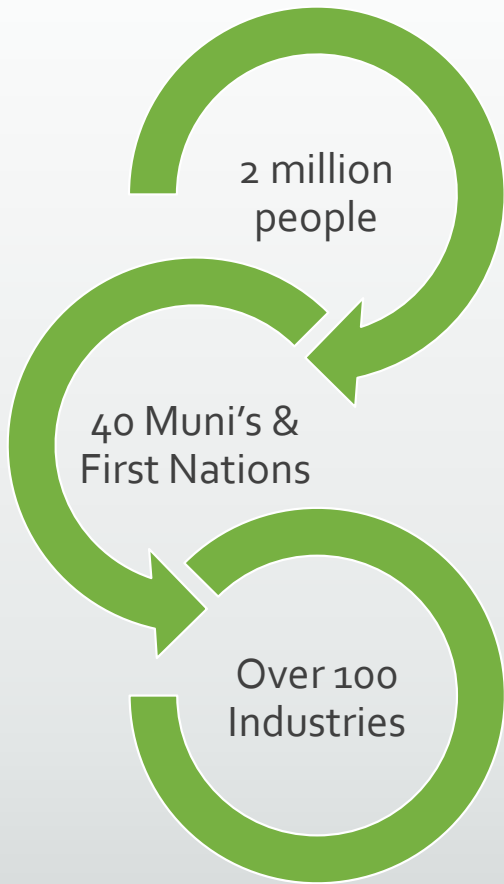 2 million
people
40 Muni's &
First Nations
Over 100
Industries